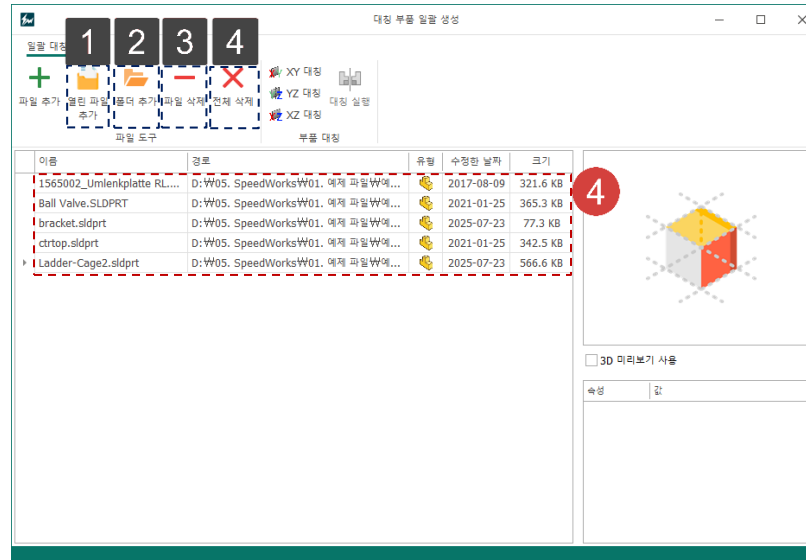 대칭 부품 일괄 생성
일괄 대칭
1 2 3 4
파일 추가
열린 파일
추가
폴더 추가
파일 삭제
전체 삭제
파일 도구
XY 대칭
YZ 대칭
XZ 대칭
대칭 실행
부품 대칭
이름 경로 유형 수정한 날짜 크기
1565002_Umlenkplatte RL.... D:₩05. SpeedWorks₩01. 예제 파일₩예... 2017-08-09 321.6 KB
Ball Valve.SLDPRT D:₩05. SpeedWorks₩01. 예제 파일₩예... 2021-01-25 365.3 KB
bracket.sldprt D:₩05. SpeedWorks₩01. 예제 파일₩예... 2025-07-23 77.3 KB
ctrtop.sldprt D:₩05. SpeedWorks₩01. 예제 파일₩예... 2021-01-25 342.5 KB
Ladder-Cage2.sldprt D:₩05. SpeedWorks₩01. 예제 파일₩예... 2025-07-23 566.6 KB
4
3D 미리보기 사용
속성 값